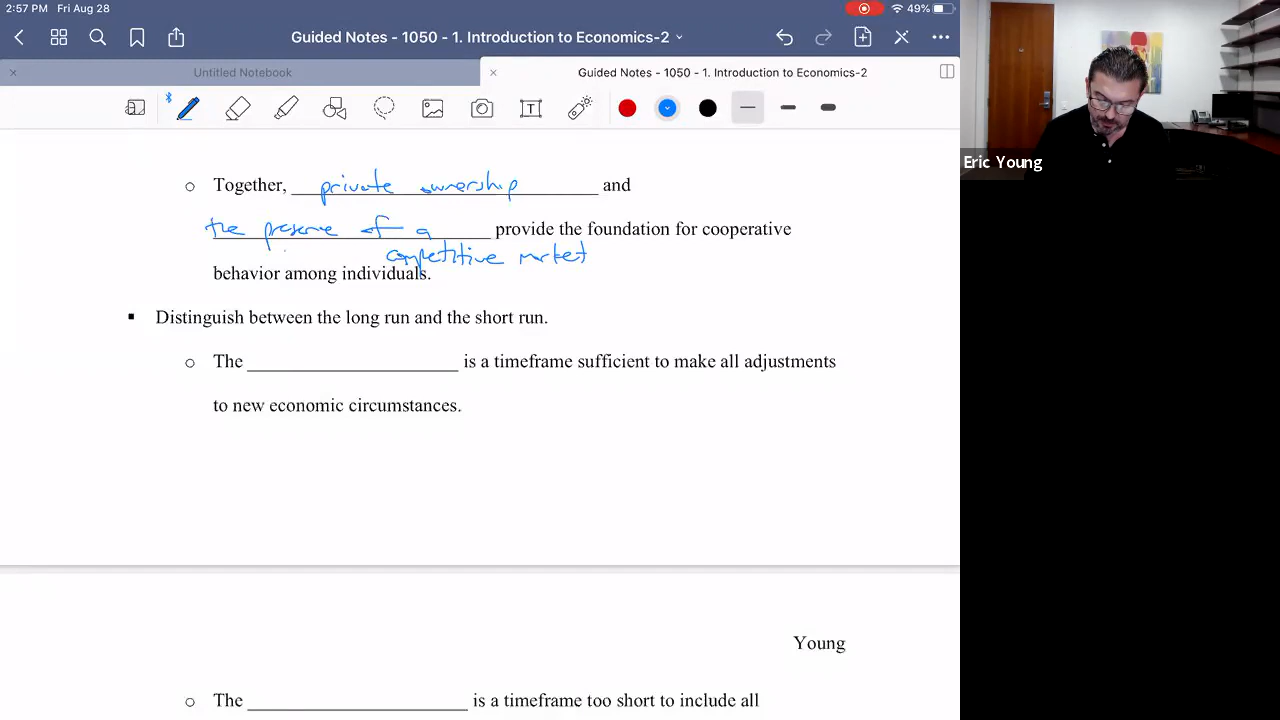 2:57 PM Fri Aug 28
49%
Guided Notes - 1050 - 1. Introduction to Economics-2
Untitled Notebook
Guided Notes - 1050 - 1. Introduction to Economics-2
Eric Young
Together, private ownership and
the presense of a provide the foundation for cooperative
competitive market
behavior among individuals.
Distinguish between the long run and the short run.
The ____________________ is a timeframe sufficient to make all adjustments
to new economic circumstances.
Young
The ____________________ is a timeframe too short to include all